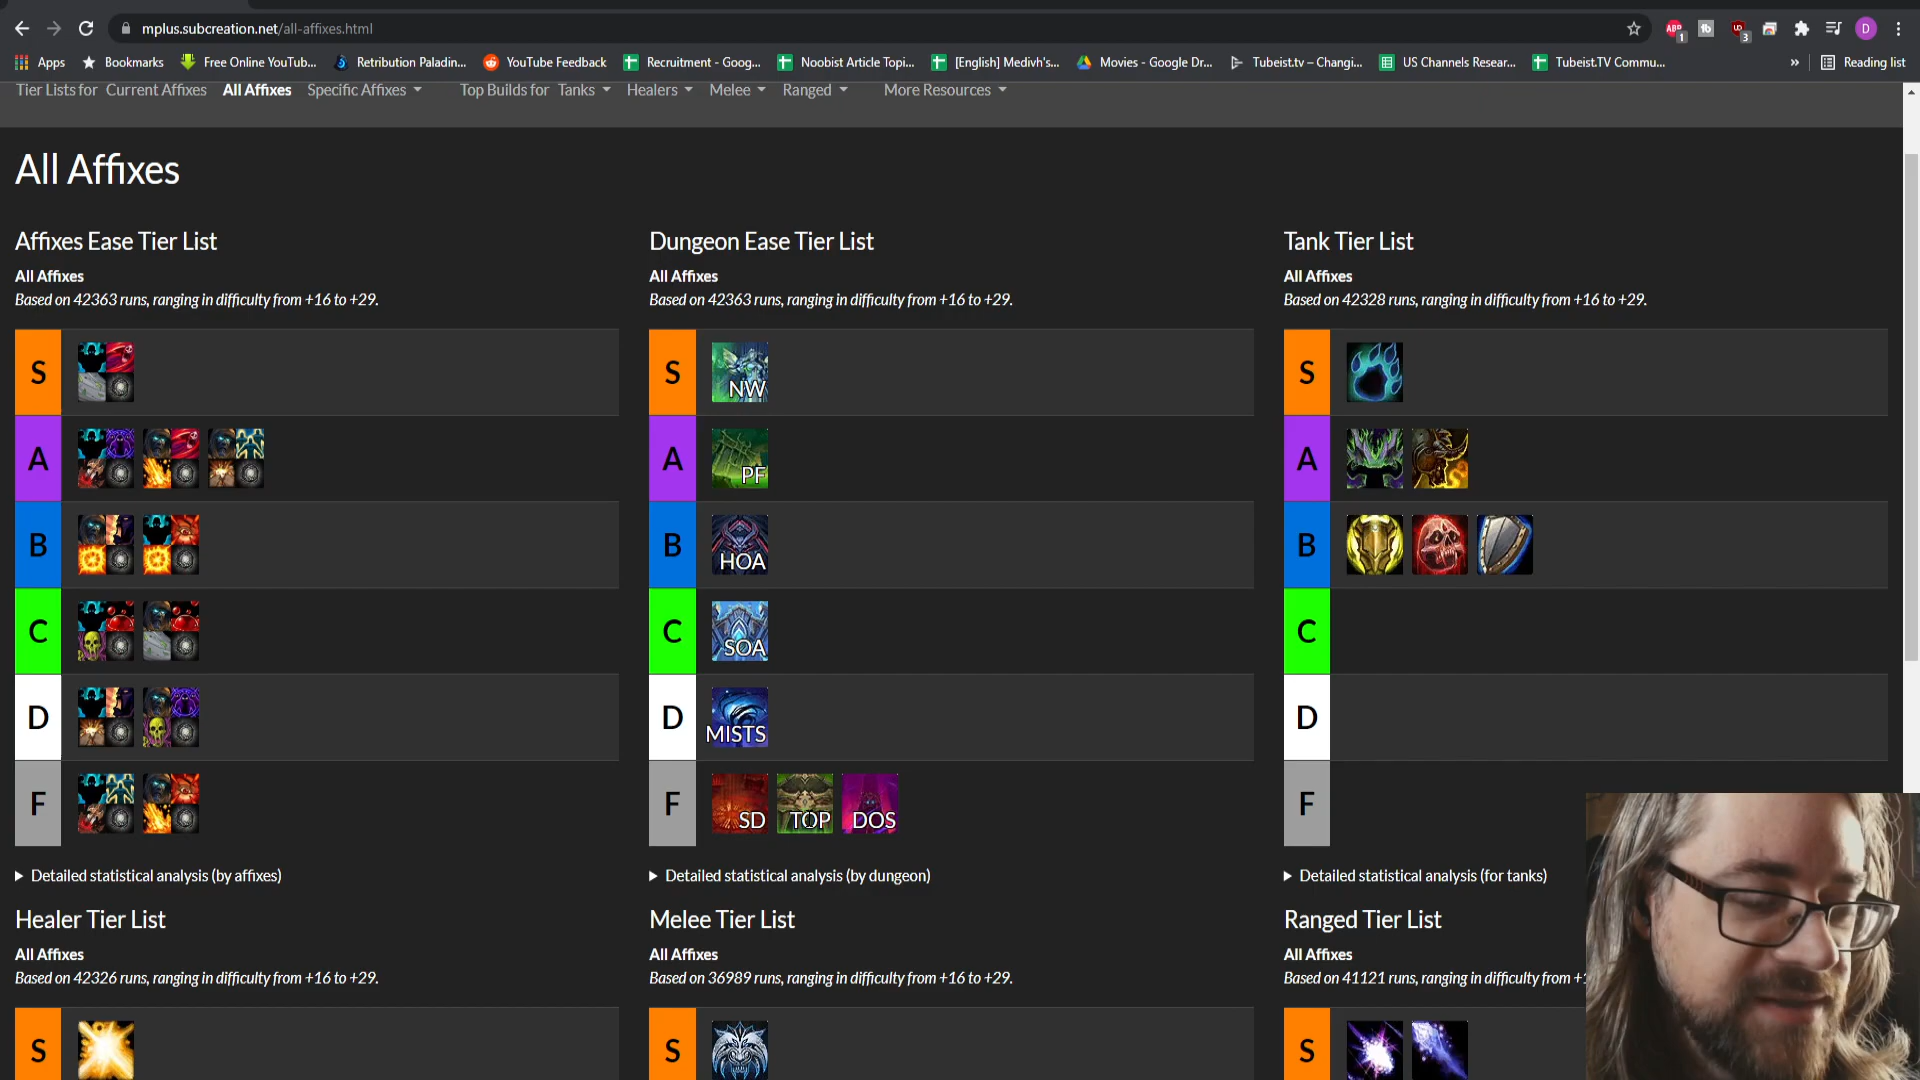 mplus.subcreation.net/all-affixes.html
ABP
1
tb
UD
3
D
Apps
Bookmarks
Free Online YouTub...
Retribution Paladin...
YouTube Feedback
Recruitment - Goog...
Noobist Article Topi...
[English] Medivh's...
Movies - Google Dr...
Tubeist.tv – Changi...
US Channels Resear...
Tubeist.TV Commu...
»
Reading list
Tier Lists for Current Affixes All Affixes Specific Affixes Top Builds for Tanks Healers Melee Ranged More Resources
All Affixes
Affixes Ease Tier List
All Affixes
Based on 42363 runs, ranging in difficulty from +16 to +29.
S
A
B
C
D
F
Detailed statistical analysis (by affixes)
Dungeon Ease Tier List
All Affixes
Based on 42363 runs, ranging in difficulty from +16 to +29.
S
NW
A
PF
B
HOA
C
SOA
D
MISTS
F
SD TOP DOS
Detailed statistical analysis (by dungeon)
Tank Tier List
All Affixes
Based on 42328 runs, ranging in difficulty from +16 to +29.
S
A
B
C
D
F
Detailed statistical analysis (for tanks)
Healer Tier List
All Affixes
Based on 42326 runs, ranging in difficulty from +16 to +29.
S
Melee Tier List
All Affixes
Based on 36989 runs, ranging in difficulty from +16 to +29.
S
Ranged Tier List
All Affixes
Based on 41121 runs, ranging in difficulty from +
S